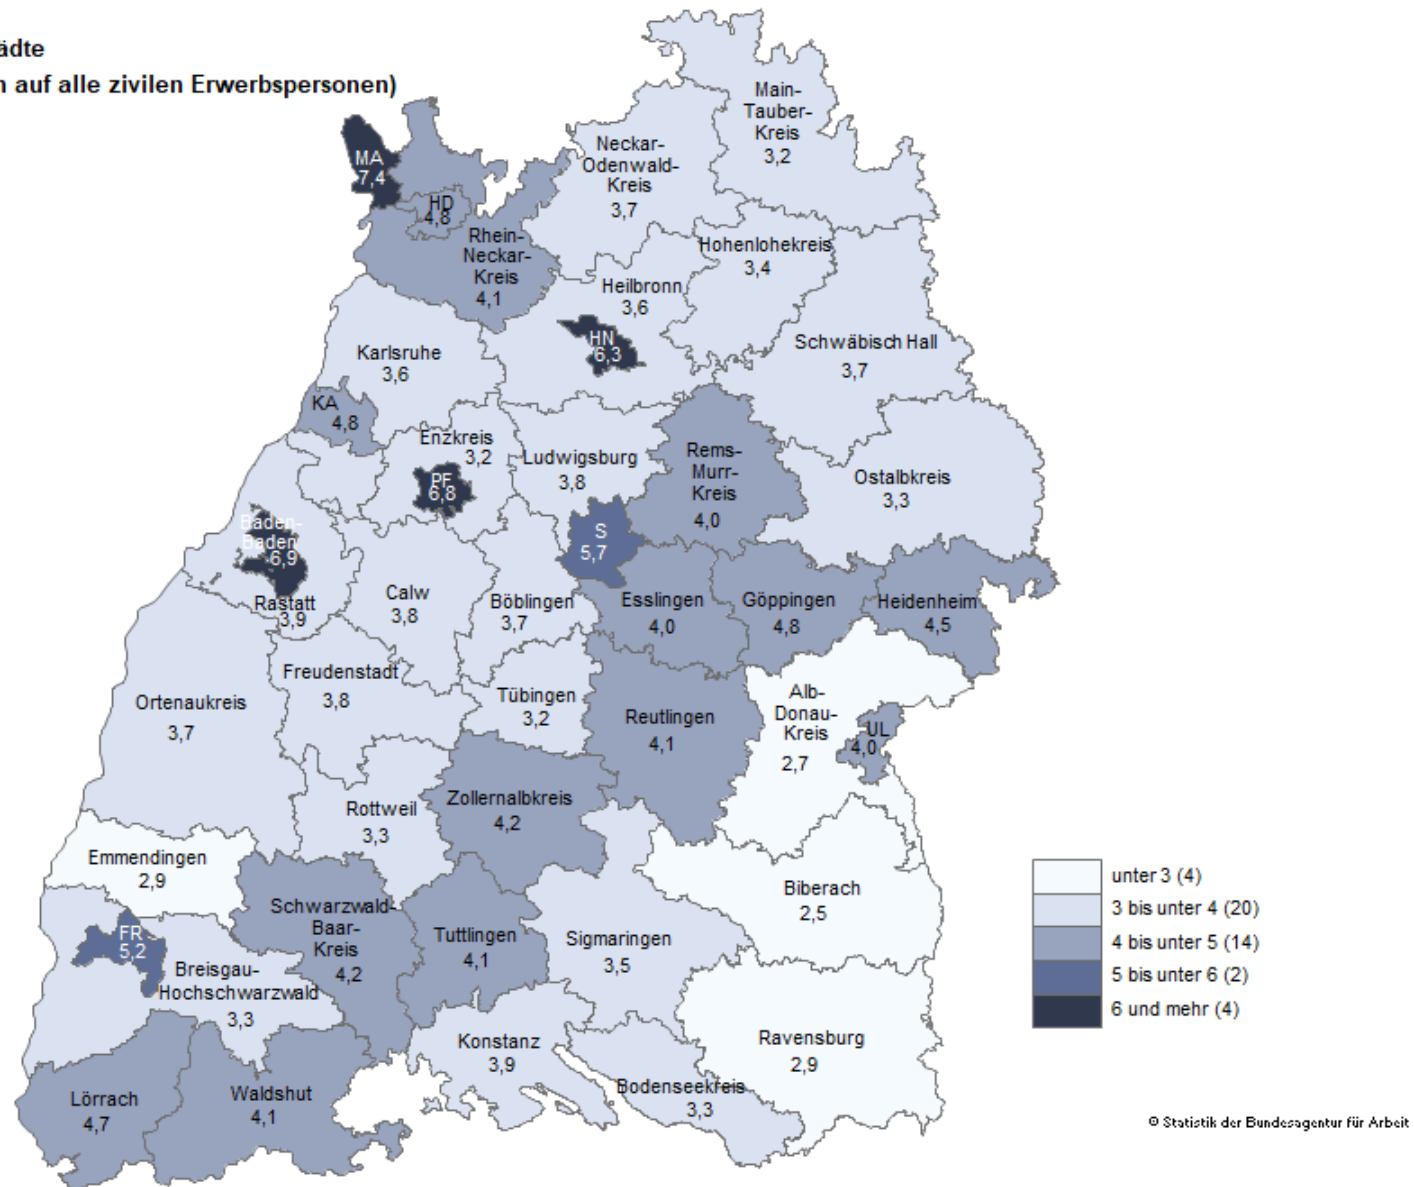 ädte
n auf alle zivilen Erwerbspersonen)
Main-
Tauber-
Kreis
3,2
MA
7,4
Neckar-
Odenwald-
Kreis
3,7
HD
4,8
Rhein-
Neckar-
Kreis
4,1
Hohenlohekreis
3,4
Heilbronn
3,6
HN
6,3
Schwäbisch Hall
3,7
Karlsruhe
3,6
KA
4,8
Enzkreis
3,2
PF
6,8
Ludwigsburg
3,8
Rems-
Murr-
Kreis
4,0
Ostalbkreis
3,3
Baden-
Baden
6,9
S
5,7
Rastatt
3,9
Calw
3,8
Böblingen
3,7
Esslingen
4,0
Göppingen
4,8
Heidenheim
4,5
Freudenstadt
3,8
Ortenaukreis
3,7
Tübingen
3,2
Reutlingen
4,1
Alb-
Donau-
Kreis
2,7
UL
4,0
Rottweil
3,3
Zollernalbkreis
4,2
Emmendingen
2,9
Biberach
2,5
FR
5,2
Schwarzwald-
Baar-
Kreis
4,2
Tuttlingen
4,1
Sigmaringen
3,5
Breisgau-
Hochschwarzwald
3,3
Konstanz
3,9
Ravensburg
2,9
Bodenseekreis
3,3
Lörrach
4,7
Waldshut
4,1
unter 3 (4)
3 bis unter 4 (20)
4 bis unter 5 (14)
5 bis unter 6 (2)
6 und mehr (4)
© Statistik der Bundesagentur für Arbeit